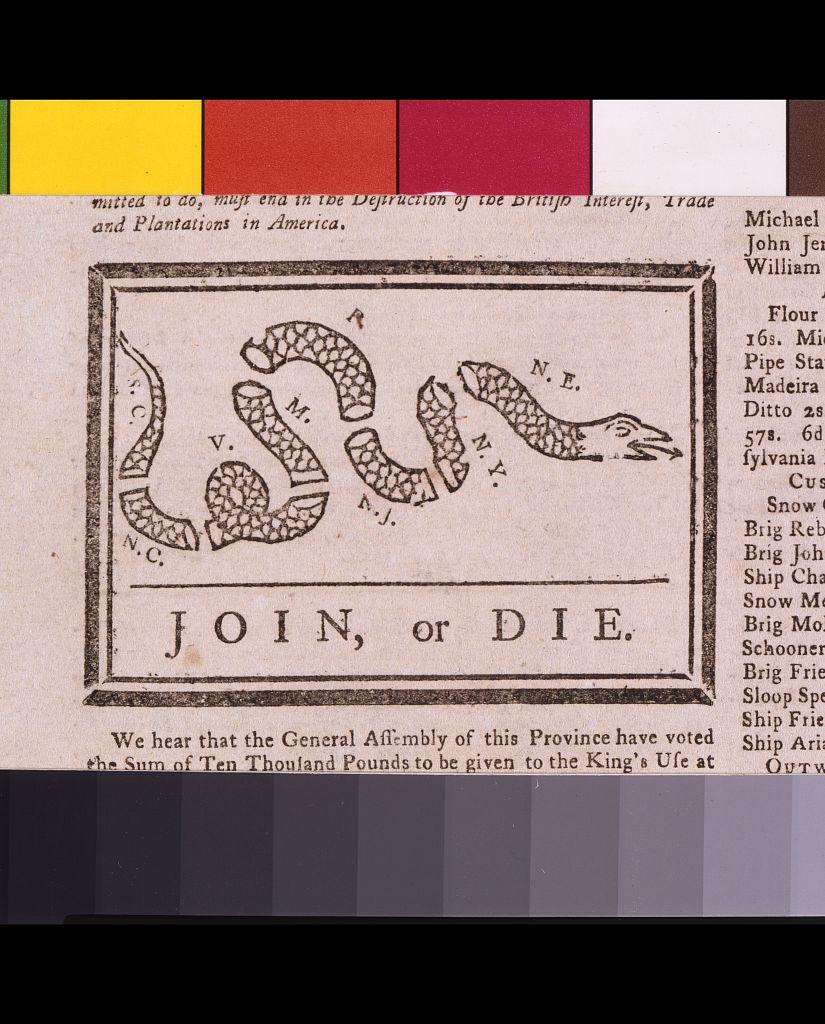 mitted to do, muſt end in the Deſtruction of the Britiſh Intereſt, Trade
and Plantations in America.
N. E.
N. Y.
N. J.
M.
V.
N. C.
S. C.
JOIN, or DIE.
We hear that the General Aſſembly of this Province have voted
the Sum of Ten Thouſand Pounds to be given to the King's Uſe at
Michael
John Jer
William
Flour
16s. Mi
Pipe Sta
Madeira
Ditto 2s
57s. 6d
ſylvania
Cus
Snow
Brig Reb
Brig Joh
Ship Cha
Snow Me
Brig Mol
Schooner
Brig Frie
Sloop Spe
Ship Frie
Ship Aria
Outw